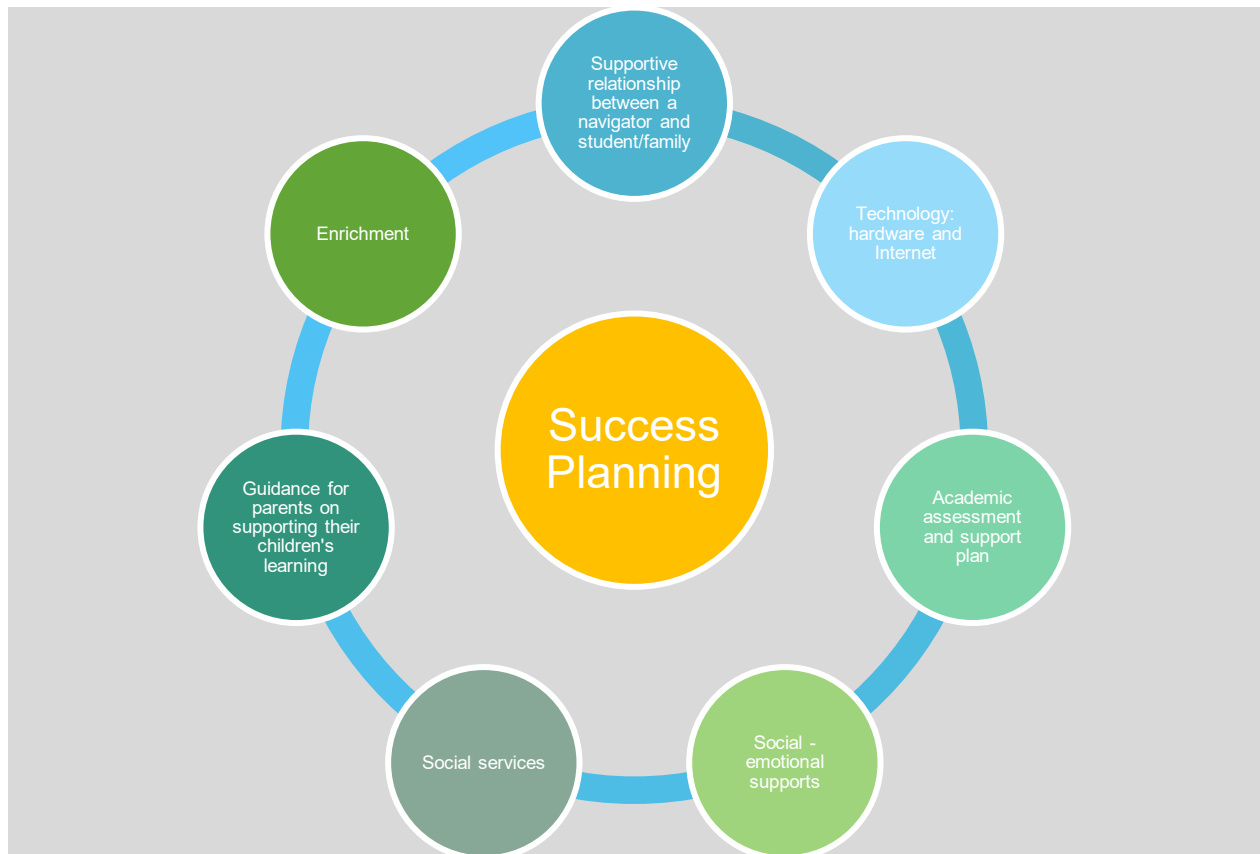 Supportive
relationship
between a
navigator and
student/family
Technology:
hardware and
Internet
Academic
assessment
and support
plan
Social -
emotional
supports
Social services
Guidance for
parents on
supporting their
children's
learning
Enrichment
Success
Planning